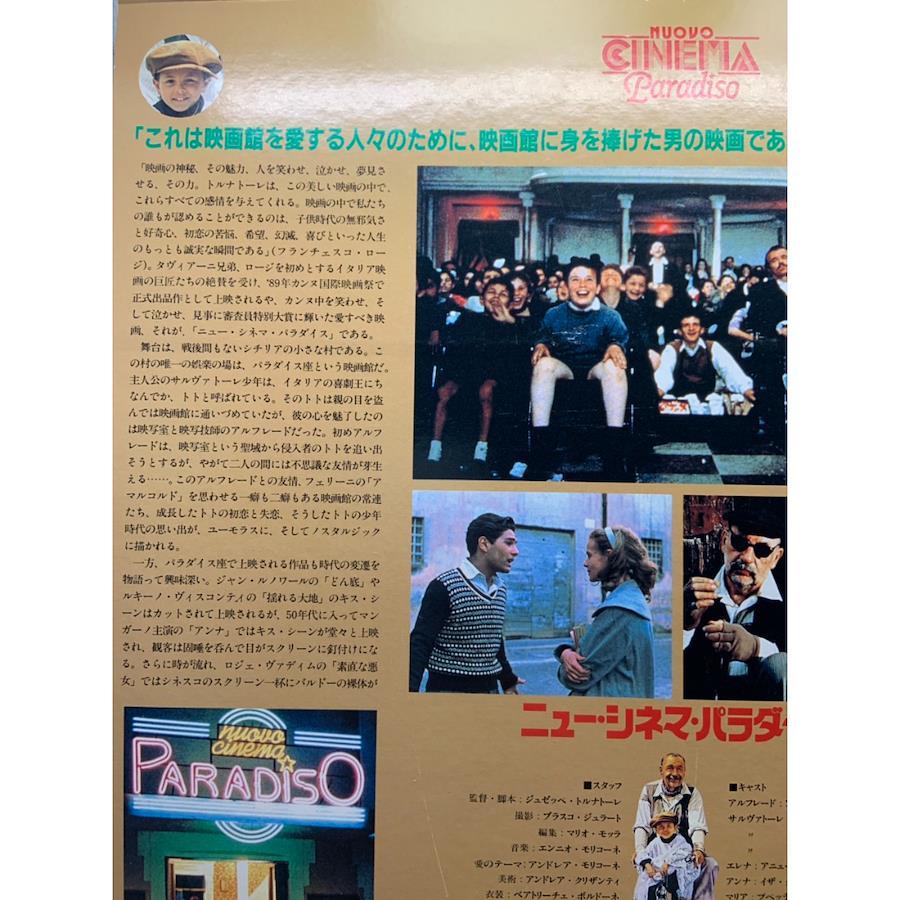 NUOVO
CINEMA
Paradiso
「これは映画館を愛する人々のために、映画館に身を捧げた男の映画であ
「映画の神秘、その魅力、人を笑わせ、泣かせ、夢見さ
せる、その力。トルナトーレは、この美しい映画の中で、
これらすべての感情を与えてくれる。映画の中で私たち
の誰もが認めることができるのは、子供時代の無邪気さ
と好奇心、初恋の苦悩、希望、幻滅、喜びといった人生
のもっとも誠実な瞬間である」(フランチェスコ・ロー
ジ)。タヴィアーニ兄弟、ロージを初めとするイタリア映
画の巨匠たちの絶賛を受け、'89年カンヌ国際映画祭で
正式出品作として上映されるや、カンヌ中を笑わせ、そ
して泣かせ、見事に審査員特別大賞に輝いた愛すべき映
画、それが、「ニュー・シネマ・パラダイス」である。
舞台は、戦後間もないシチリアの小さな村である。こ
の村の唯一の娯楽の場は、パラダイス座という映画館だ。
主人公のサルヴァトーレ少年は、イタリアの喜劇王にち
なんでか、トトと呼ばれている。そのトトは親の目を盗
んでは映画館に通いづめていたが、彼の心を魅了したの
は映写室と映写技師のアルフレードだった。初めアルフ
レードは、映写室という聖域から侵入者のトトを追い出
そうとするが、やがて二人の間には不思議な友情が芽生
える……。このアルフレードとの友情、フェリーニの「ア
マルコルド」を思わせる一癖も二癖もある映画館の常連
たち、成長したトトの初恋と失恋、そうしたトトの少年
時代の思い出が、ユーモラスに、そしてノスタルジック
に描かれる。
一方、パラダイス座で上映される作品も時代の変遷を
物語って興味深い。ジャン・ルノワールの「どん底」や
ルキーノ・ヴィスコンティの「揺れる大地」のキス・シ
ーンはカットされて上映されるが、50年代に入ってマン
ガーノ主演の「アンナ」ではキス・シーンが堂々と上映
され、観客は固唾を呑んで目がスクリーンに釘付けにな
る。さらに時が流れ、ロジェ・ヴァディムの「素直な悪
女」ではシネスコのスクリーン一杯にバルドーの裸体が
nuovo
cinema
PARADISO
ニュー・シネマ・パラダイ
■スタッフ
監督・脚本:ジュゼッペ・トルナトーレ
撮影:ブラスコ・ジュラート
編集:マリオ・モッラ
音楽:エンニオ・モリコーネ
愛のテーマ:アンドレア・モリコーネ
美術:アンドレア・クリザンティ
衣装:ベアトリーチェ・ボルドーネ
■キャスト
アルフレード:
サルヴァトーレ
〃
〃
エレナ:アニェ
アンナ:イザ・
マリア:プペッ